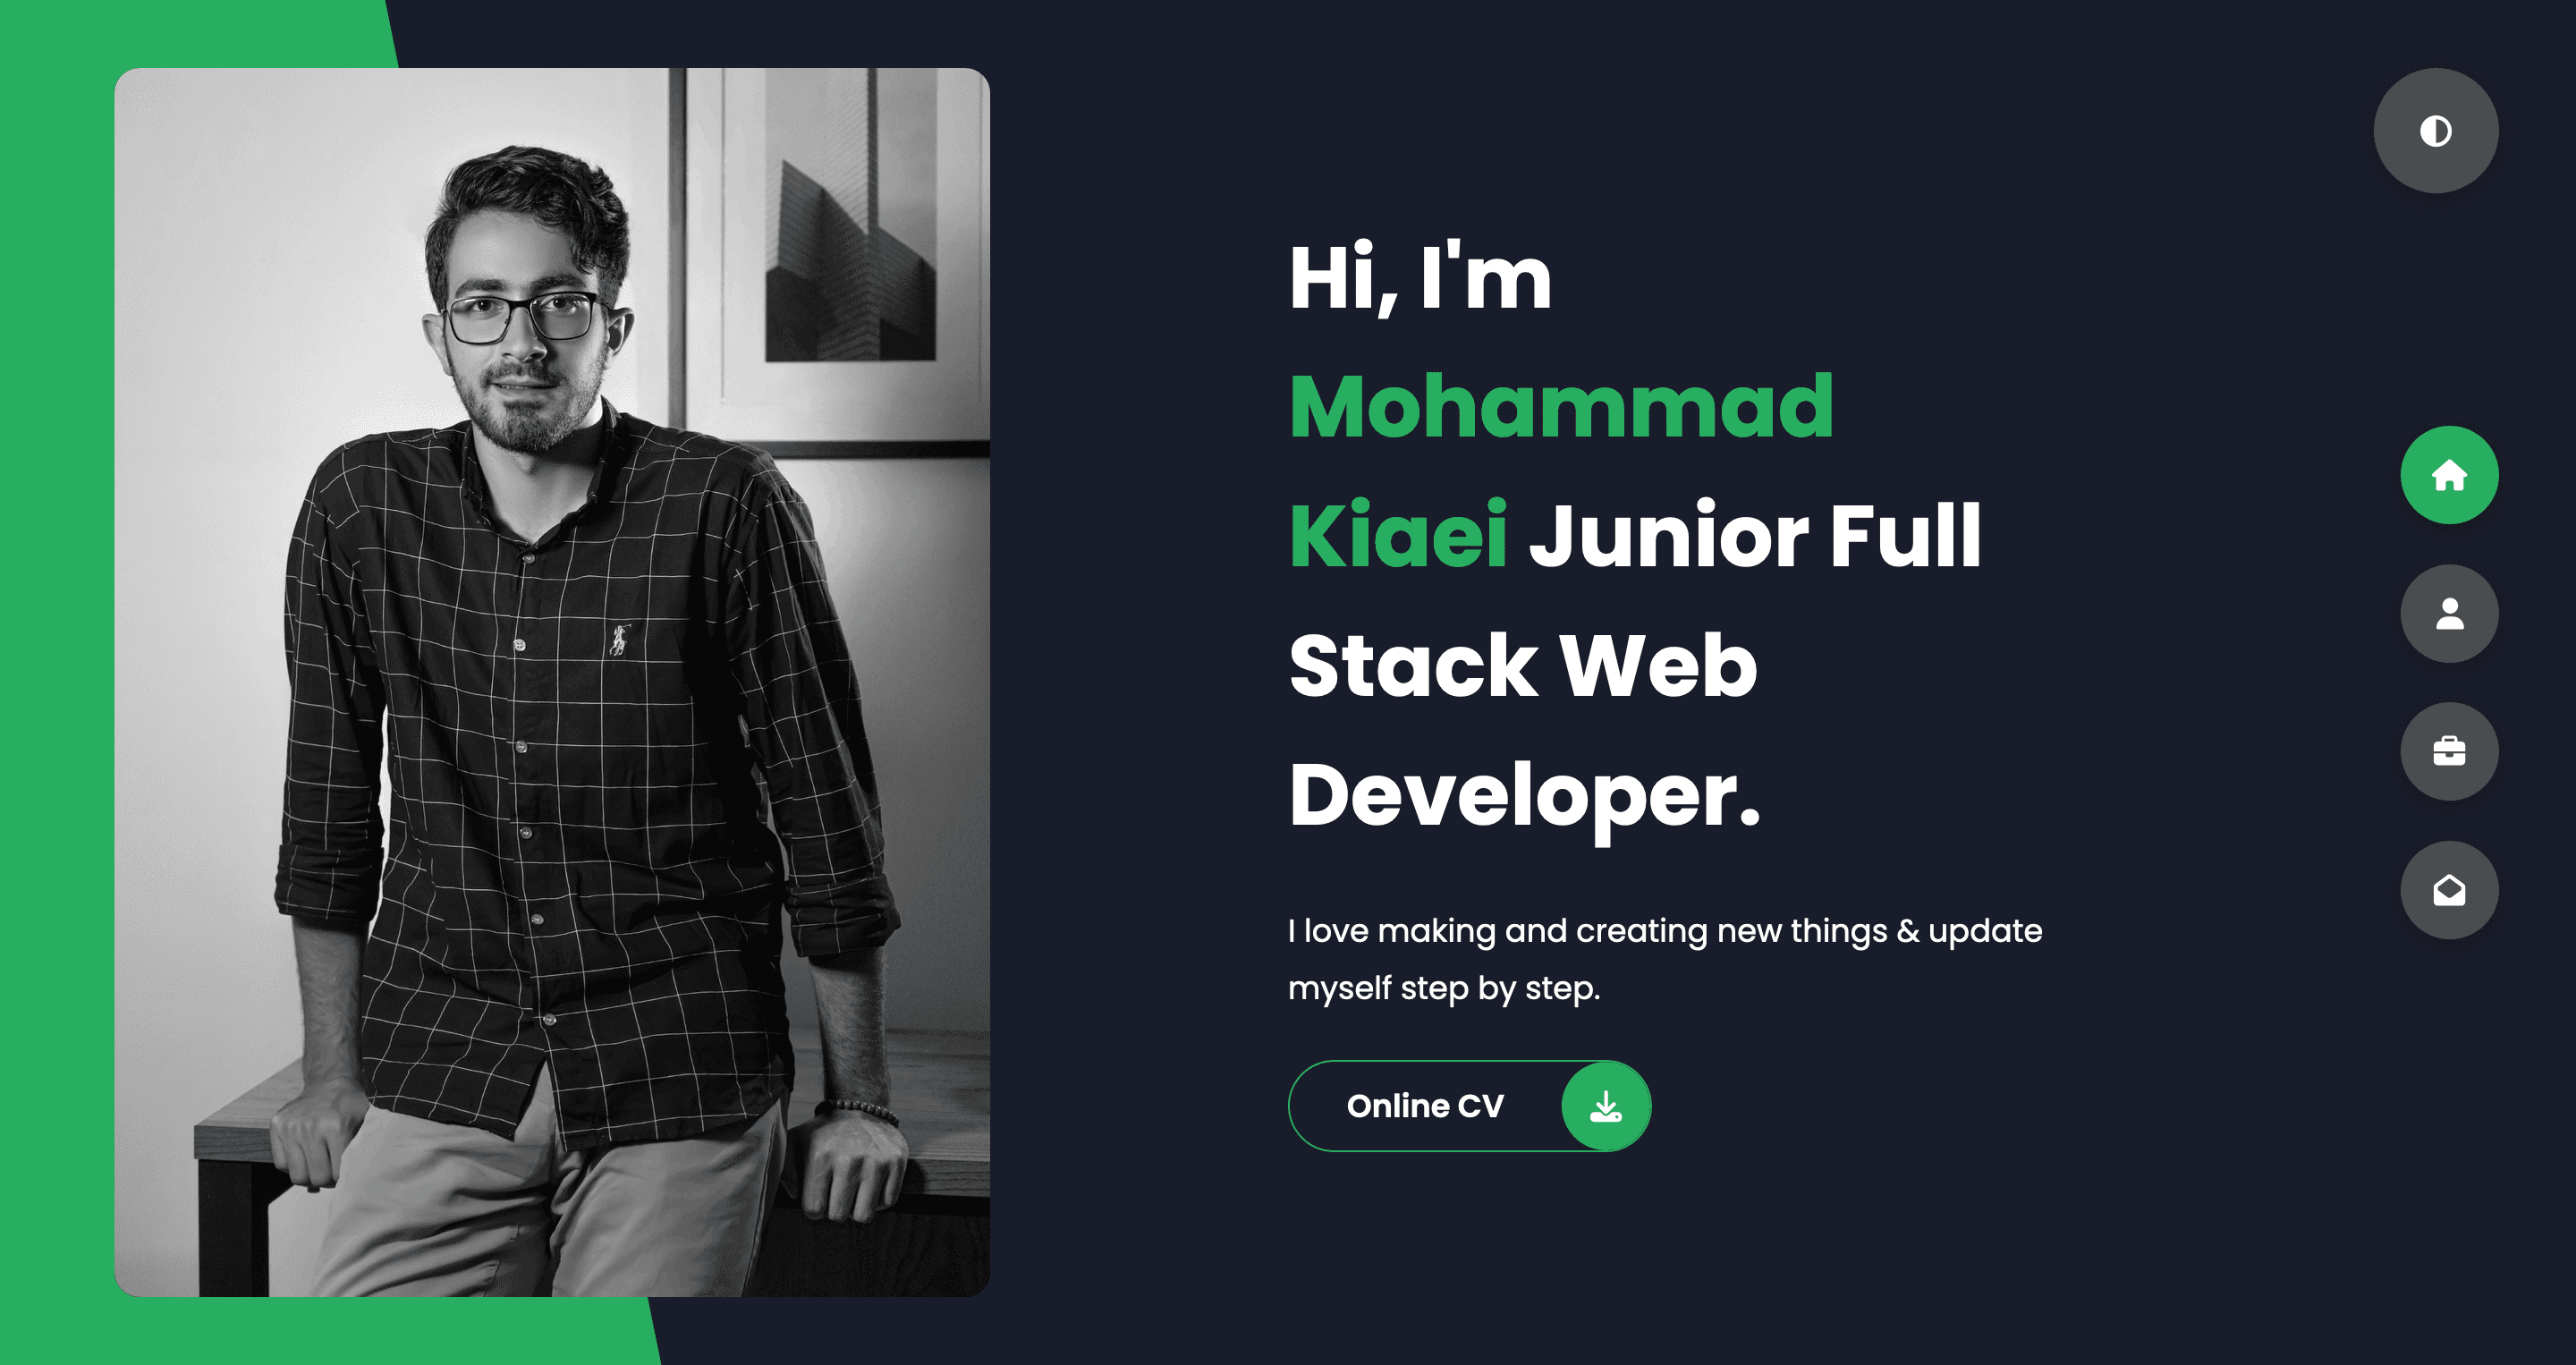 Hi, I'm
Mohammad
Kiaei Junior Full
Stack Web
Developer.
I love making and creating new things & update
myself step by step.
Online CV